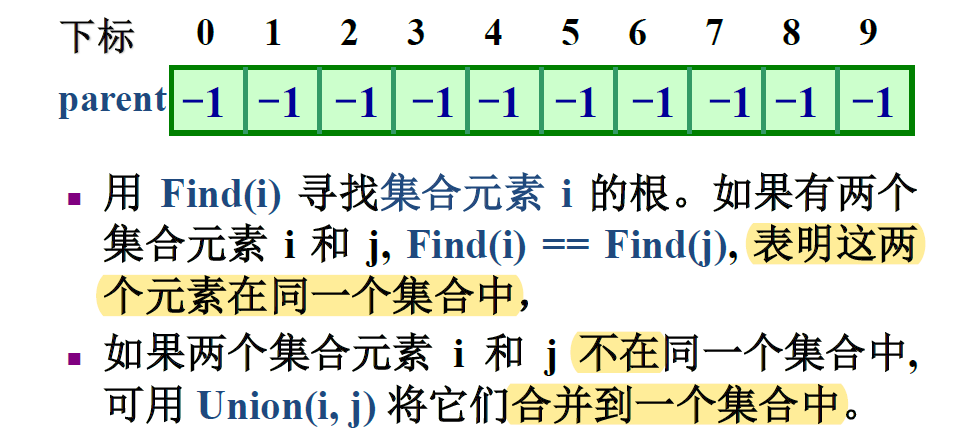 下标 0 1 2 3 4 5 6 7 8 9
parent −1 −1 −1 −1 −1 −1 −1 −1 −1 −1
用 Find(i) 寻找集合元素 i 的根。如果有两个
集合元素 i 和 j, Find(i) == Find(j), 表明这两
个元素在同一个集合中，
如果两个集合元素 i 和 j 不在同一个集合中,
可用 Union(i, j) 将它们合并到一个集合中。